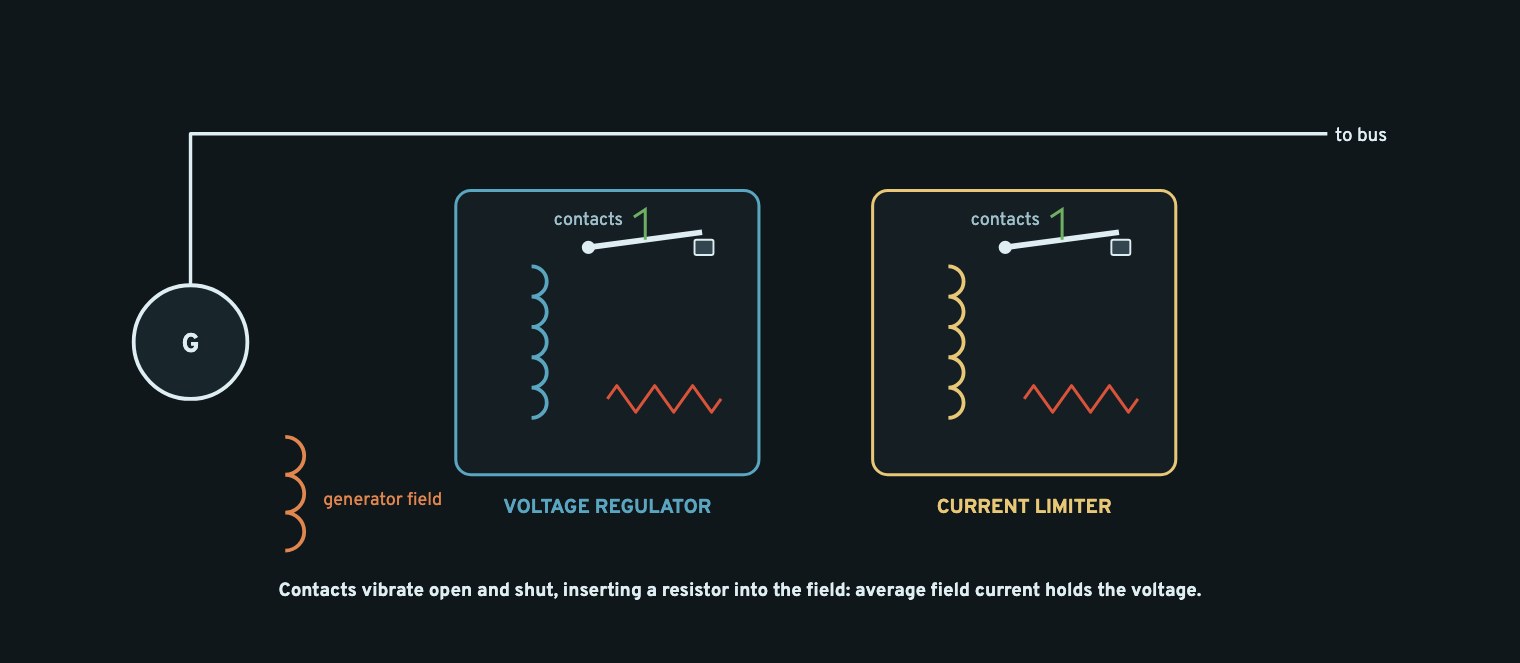 to bus
contacts
contacts
G
generator field
VOLTAGE REGULATOR
CURRENT LIMITER
Contacts vibrate open and shut, inserting a resistor into the field: average field current holds the voltage.